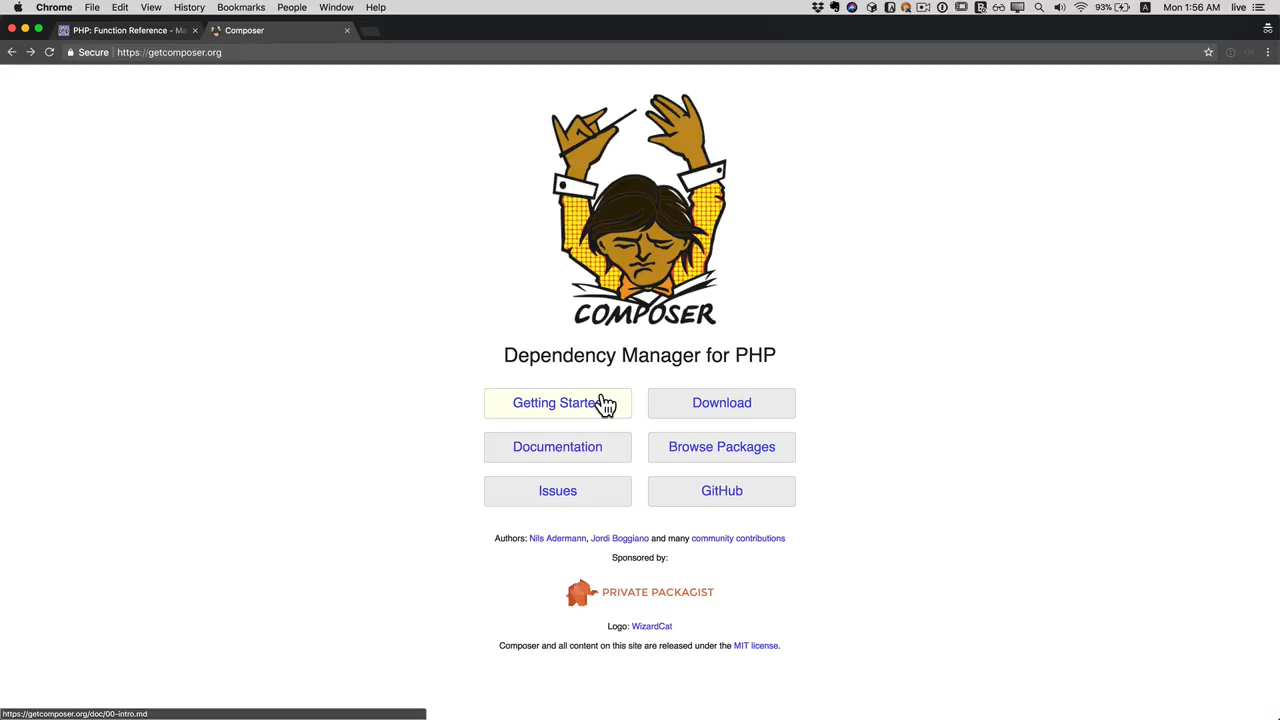 Chrome File Edit View History Bookmarks People Window Help 93% Mon 1:56 AM live
PHP: Function Reference - Ma Composer
Secure https://getcomposer.org
COMPOSER
Dependency Manager for PHP
Getting Starte Download
Documentation Browse Packages
Issues GitHub
Authors: Nils Adermann, Jordi Boggiano and many community contributions
Sponsored by:
PRIVATE PACKAGIST
Logo: WizardCat
Composer and all content on this site are released under the MIT license.
https://getcomposer.org/doc/00-intro.md